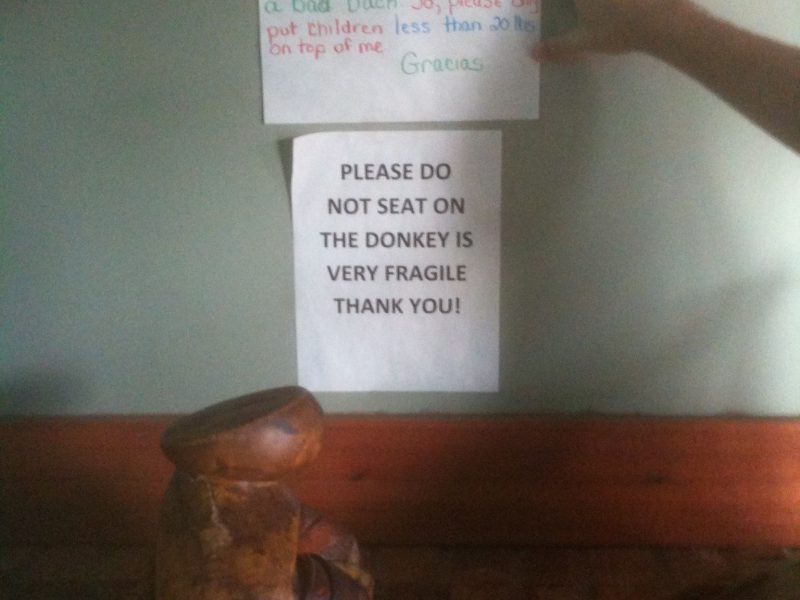 a bad back. So, please only
put children less than 20 lbs
on top of me
Gracias
PLEASE DO
NOT SEAT ON
THE DONKEY IS
VERY FRAGILE
THANK YOU!